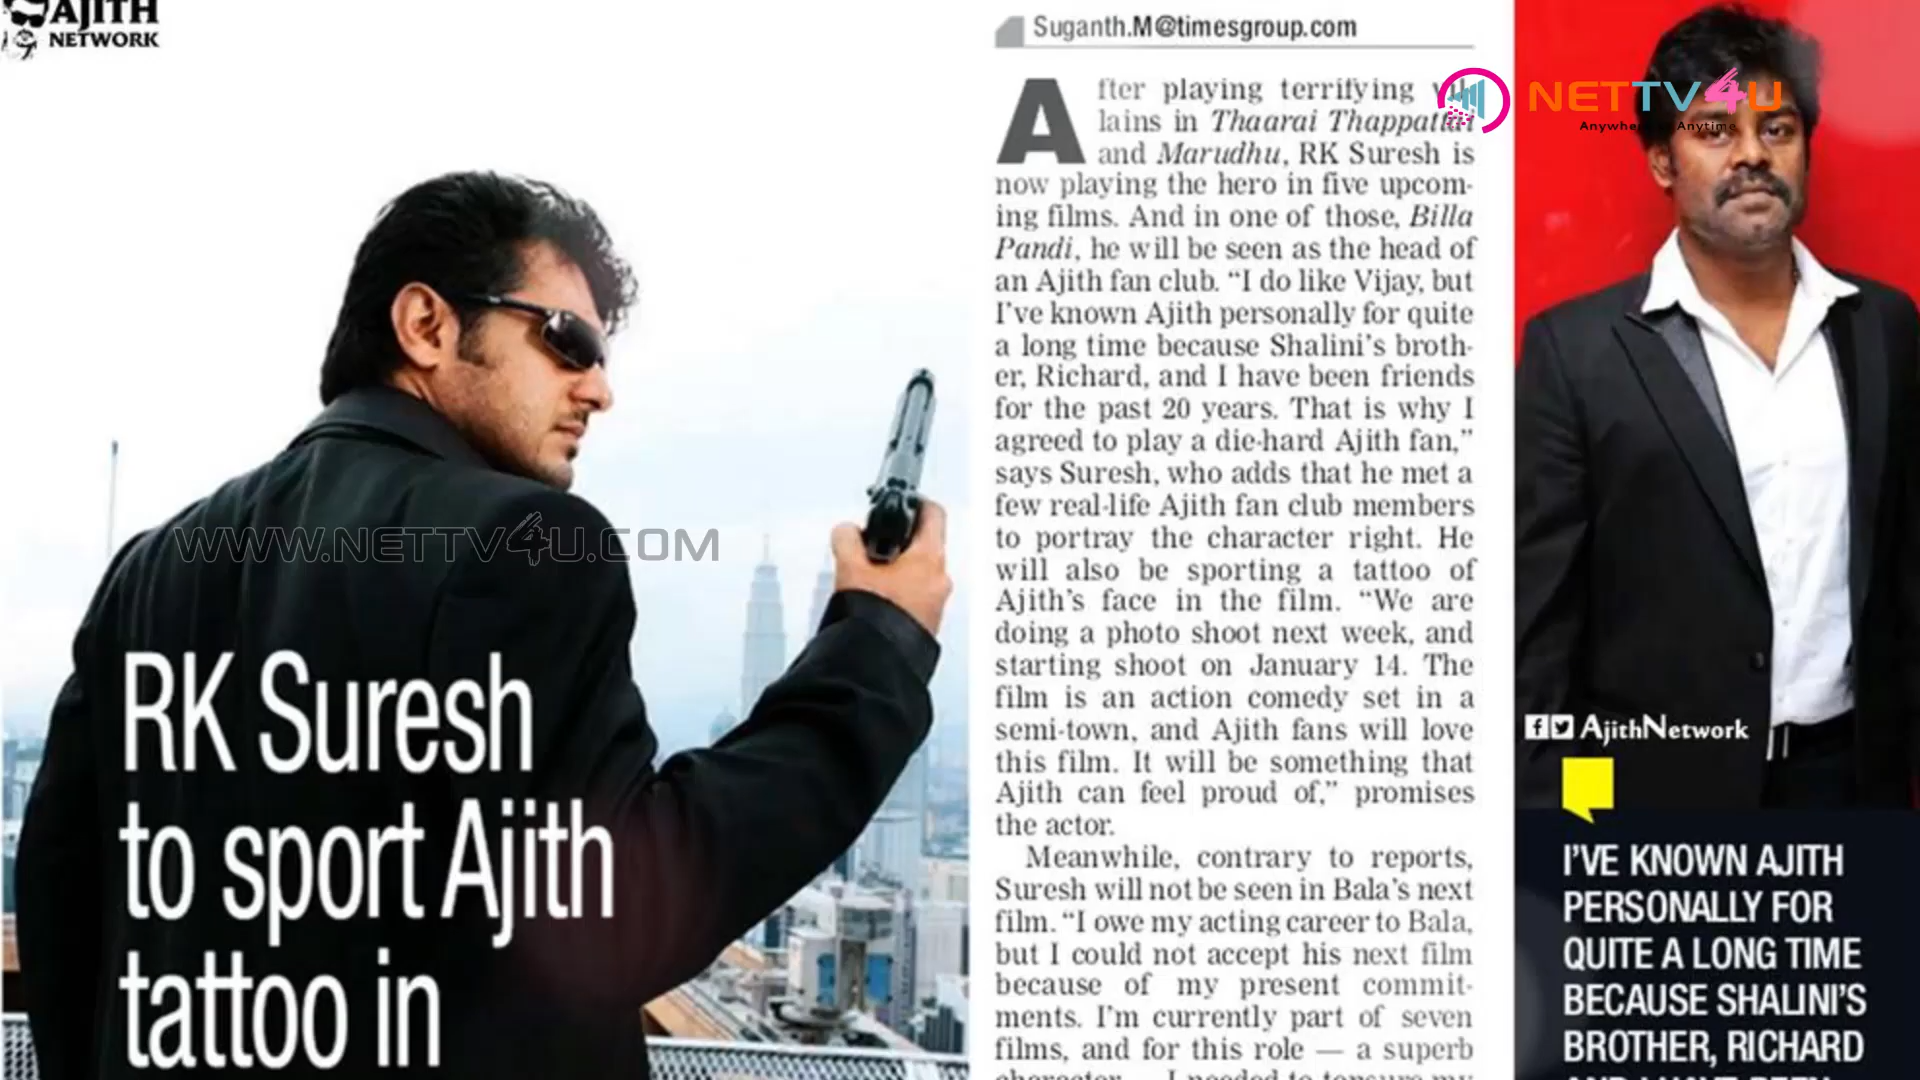 AJITH
NETWORK
WWW.NETTV4U.COM
RK Suresh
to sport Ajith
tattoo in
Suganth.M@timesgroup.com
After playing terrifying vil-
lains in Thaarai Thappattai
and Marudhu, RK Suresh is
now playing the hero in five upcom-
ing films. And in one of those, Billa
Pandi, he will be seen as the head of
an Ajith fan club. “I do like Vijay, but
I’ve known Ajith personally for quite
a long time because Shalini’s broth-
er, Richard, and I have been friends
for the past 20 years. That is why I
agreed to play a die-hard Ajith fan,”
says Suresh, who adds that he met a
few real-life Ajith fan club members
to portray the character right. He
will also be sporting a tattoo of
Ajith’s face in the film. “We are
doing a photo shoot next week, and
starting shoot on January 14. The
film is an action comedy set in a
semi-town, and Ajith fans will love
this film. It will be something that
Ajith can feel proud of,” promises
the actor.
Meanwhile, contrary to reports,
Suresh will not be seen in Bala’s next
film. “I owe my acting career to Bala,
but I could not accept his next film
because of my present commit-
ments. I’m currently part of seven
films, and for this role — a superb
NETTV4U
Anytime
AjithNetwork
I’VE KNOWN AJITH
PERSONALLY FOR
QUITE A LONG TIME
BECAUSE SHALINI’S
BROTHER, RICHARD